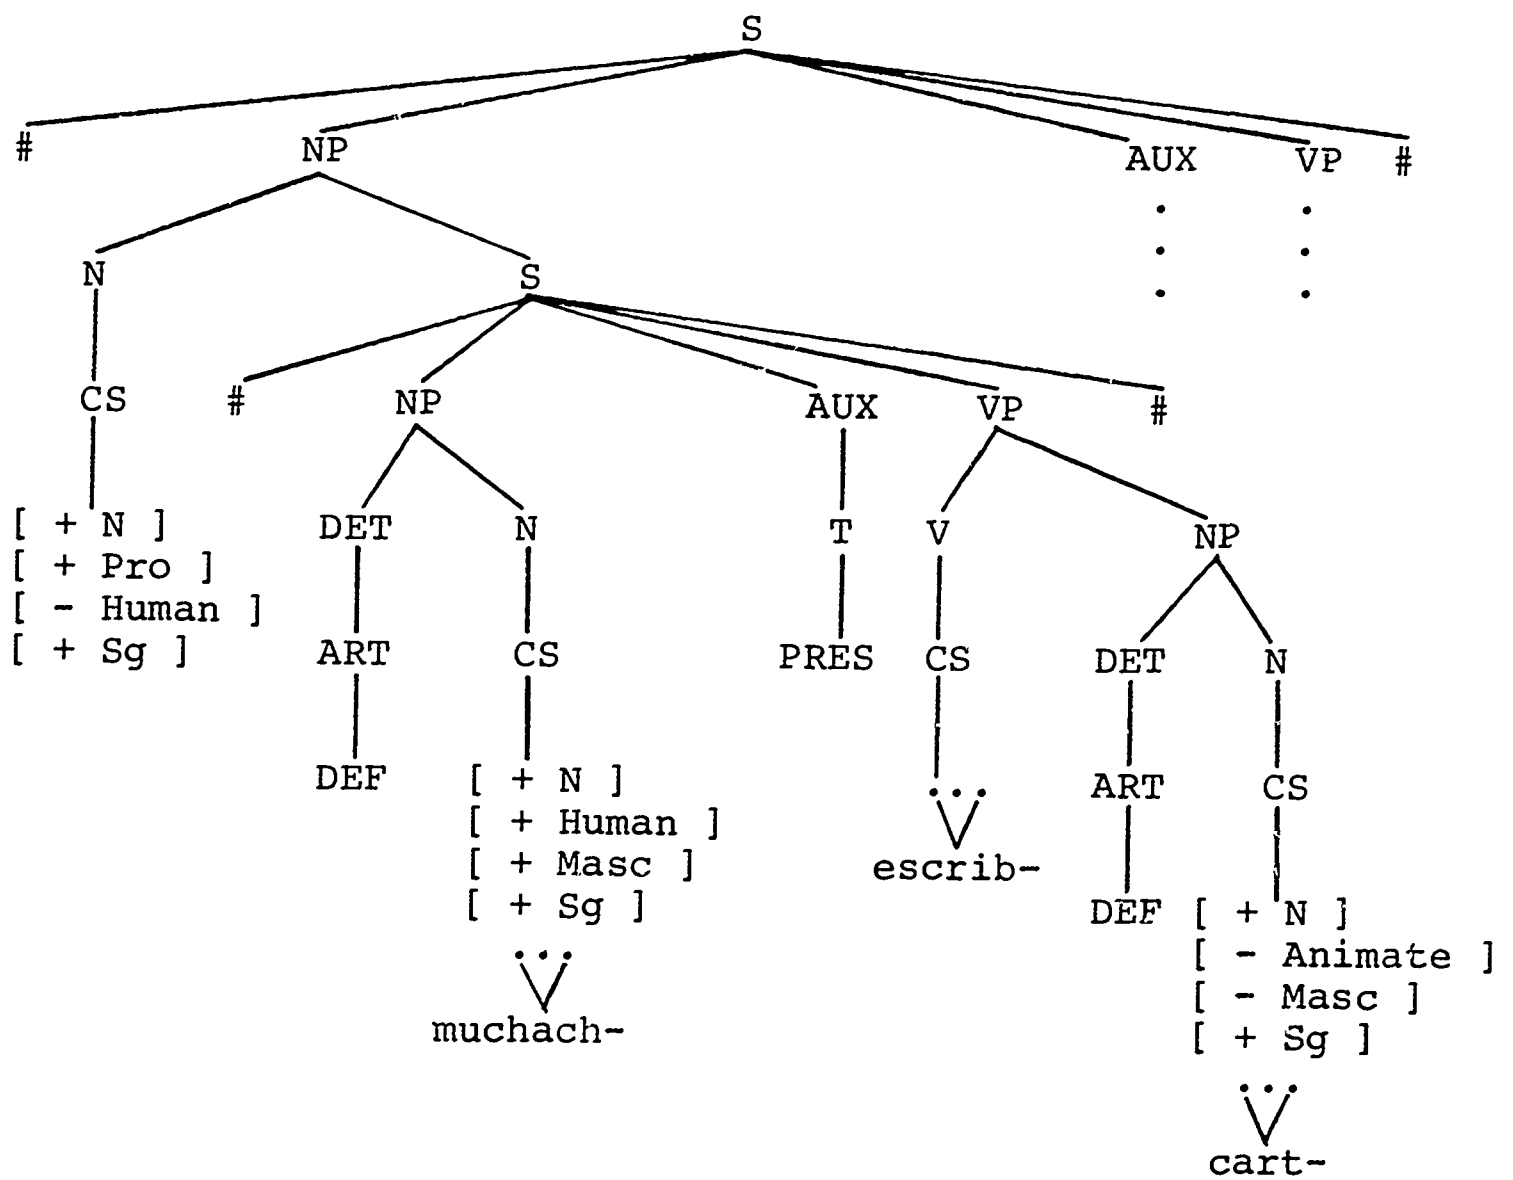 S
# NP AUX VP #
N S
CS # NP AUX VP #
[ + N ] DET N T V NP
[ + Pro ]
[ - Human ]
[ + Sg ] ART CS PRES CS DET N
DEF [ + N ] ART CS
[ + Human ]
[ + Masc ] escrib-
[ + Sg ] DEF [ + N ]
[ - Animate ]
[ - Masc ]
muchach- [ + Sg ]
cart-